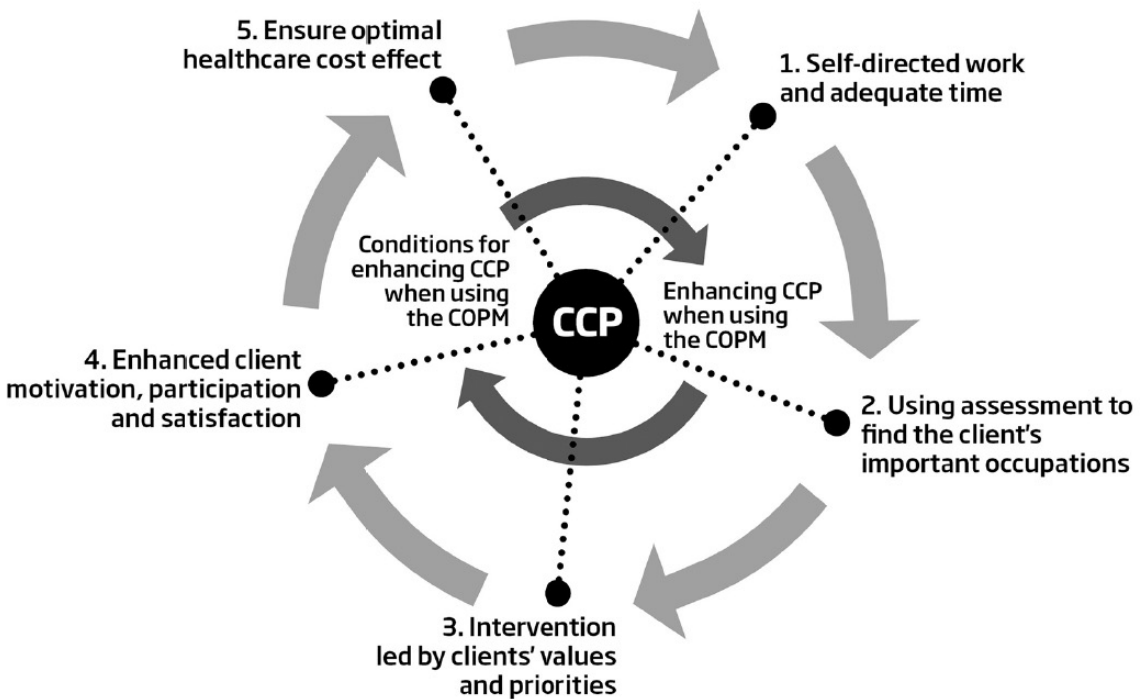 5. Ensure optimal
healthcare cost effect
1. Self-directed work
and adequate time
Conditions for
enhancing CCP
when using
the COPM
CCP
Enhancing CCP
when using
the COPM
4. Enhanced client
motivation, participation
and satisfaction
2. Using assessment to
find the client's
important occupations
3. Intervention
led by clients' values
and priorities